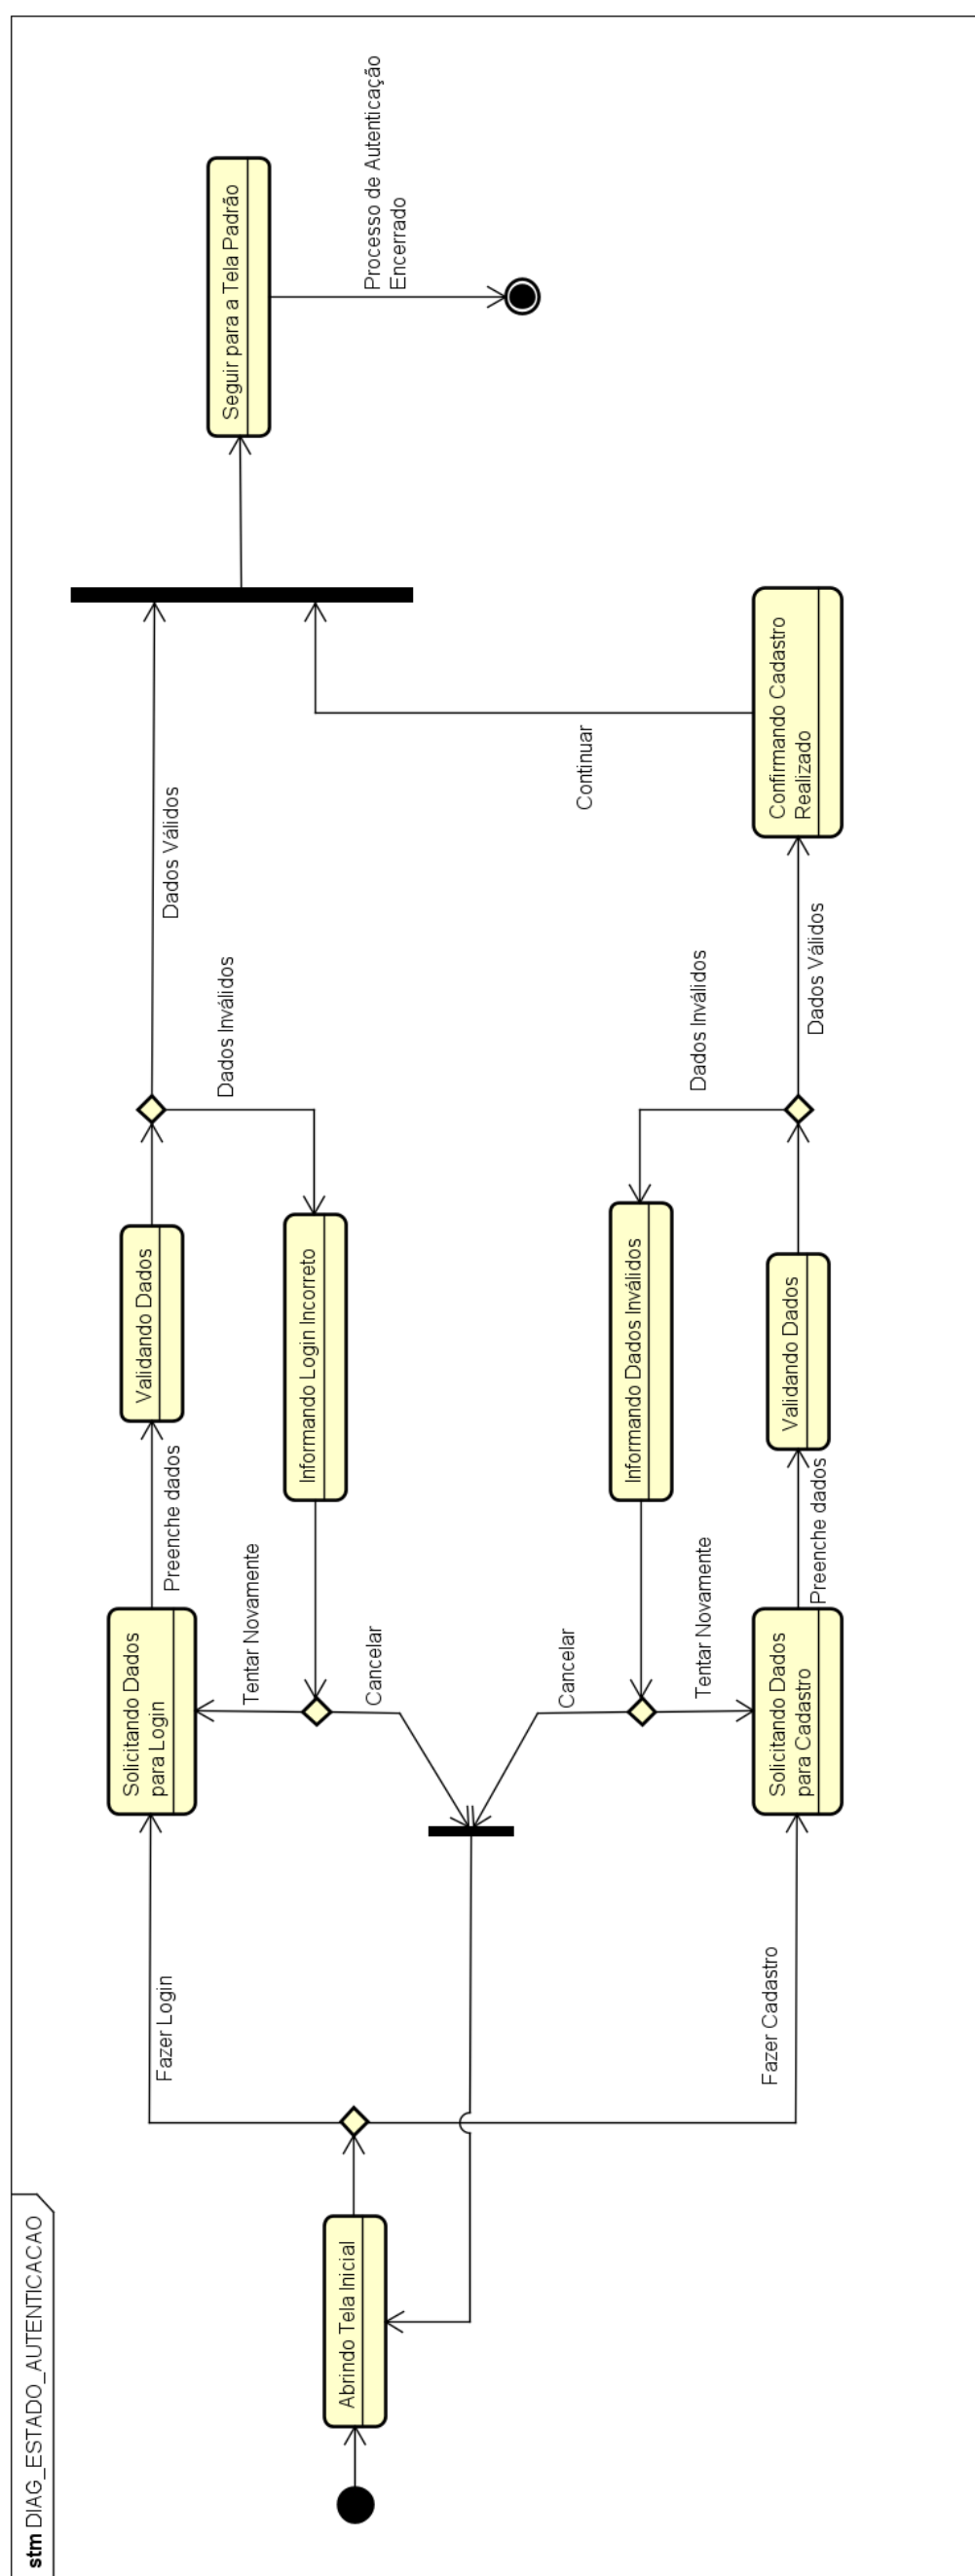 stm DIAG_ESTADO_AUTENTICACAO
Abrindo Tela Inicial
Fazer Login
Fazer Cadastro
Solicitando Dados
para Login
Preenche dados
Validando Dados
Dados Válidos
Dados Inválidos
Informando Login Incorreto
Tentar Novamente
Cancelar
Cancelar
Tentar Novamente
Informando Dados Inválidos
Dados Inválidos
Solicitando Dados
para Cadastro
Preenche dados
Validando Dados
Dados Válidos
Confirmando Cadastro
Realizado
Continuar
Seguir para a Tela Padrão
Processo de Autenticação
Encerrado